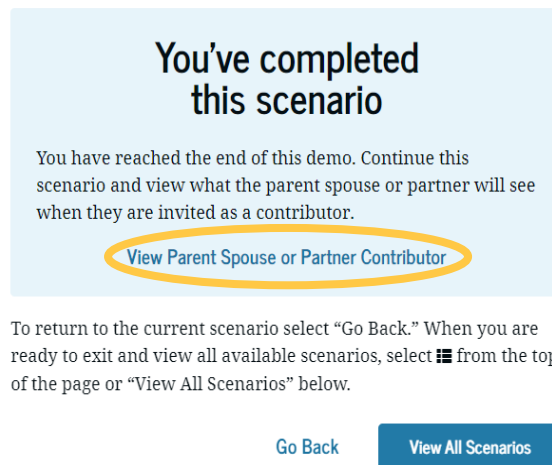 You've completed
this scenario
You have reached the end of this demo. Continue this
scenario and view what the parent spouse or partner will see
when they are invited as a contributor.
View Parent Spouse or Partner Contributor
To return to the current scenario select “Go Back.” When you are
ready to exit and view all available scenarios, select from the top
of the page or “View All Scenarios” below.
Go Back
View All Scenarios